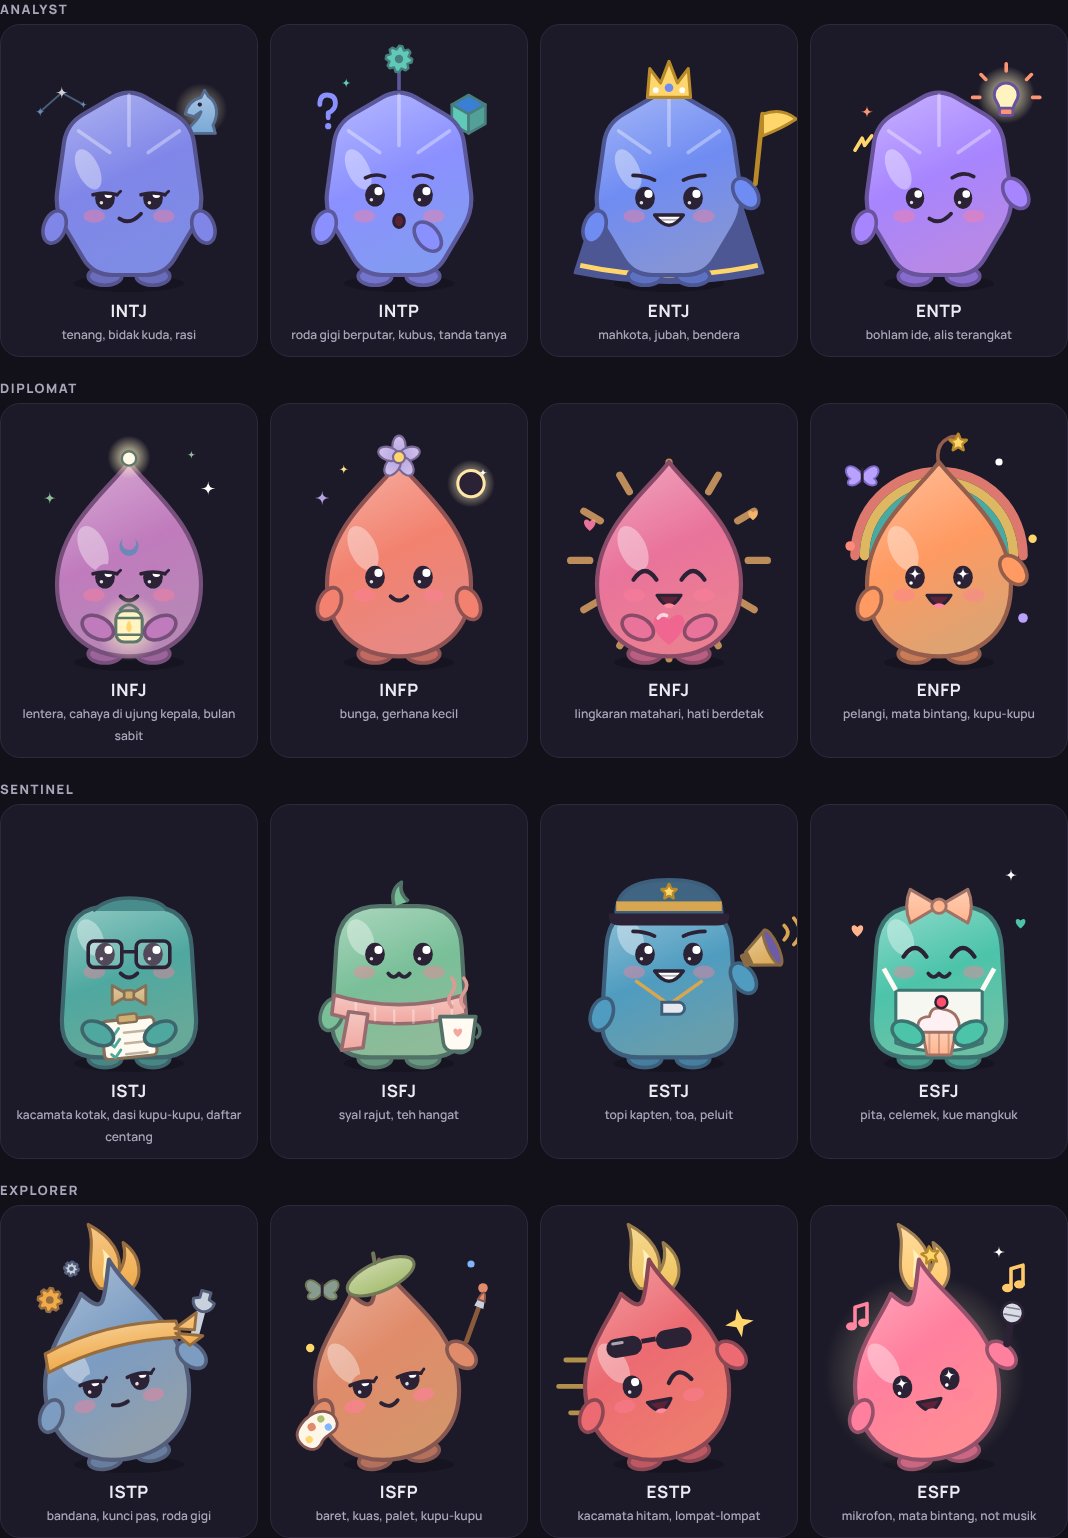 ANALYST
INTJ
tenang, bidak kuda, rasi
INTP
roda gigi berputar, kubus, tanda tanya
ENTJ
mahkota, jubah, bendera
ENTP
bohlam ide, alis terangkat
DIPLOMAT
INFJ
lentera, cahaya di ujung kepala, bulan
sabit
INFP
bunga, gerhana kecil
ENFJ
lingkaran matahari, hati berdetak
ENFP
pelangi, mata bintang, kupu-kupu
SENTINEL
ISTJ
kacamata kotak, dasi kupu-kupu, daftar
centang
ISFJ
syal rajut, teh hangat
ESTJ
topi kapten, toa, peluit
ESFJ
pita, celemek, kue mangkuk
EXPLORER
ISTP
bandana, kunci pas, roda gigi
ISFP
baret, kuas, palet, kupu-kupu
ESTP
kacamata hitam, lompat-lompat
ESFP
mikrofon, mata bintang, not musik